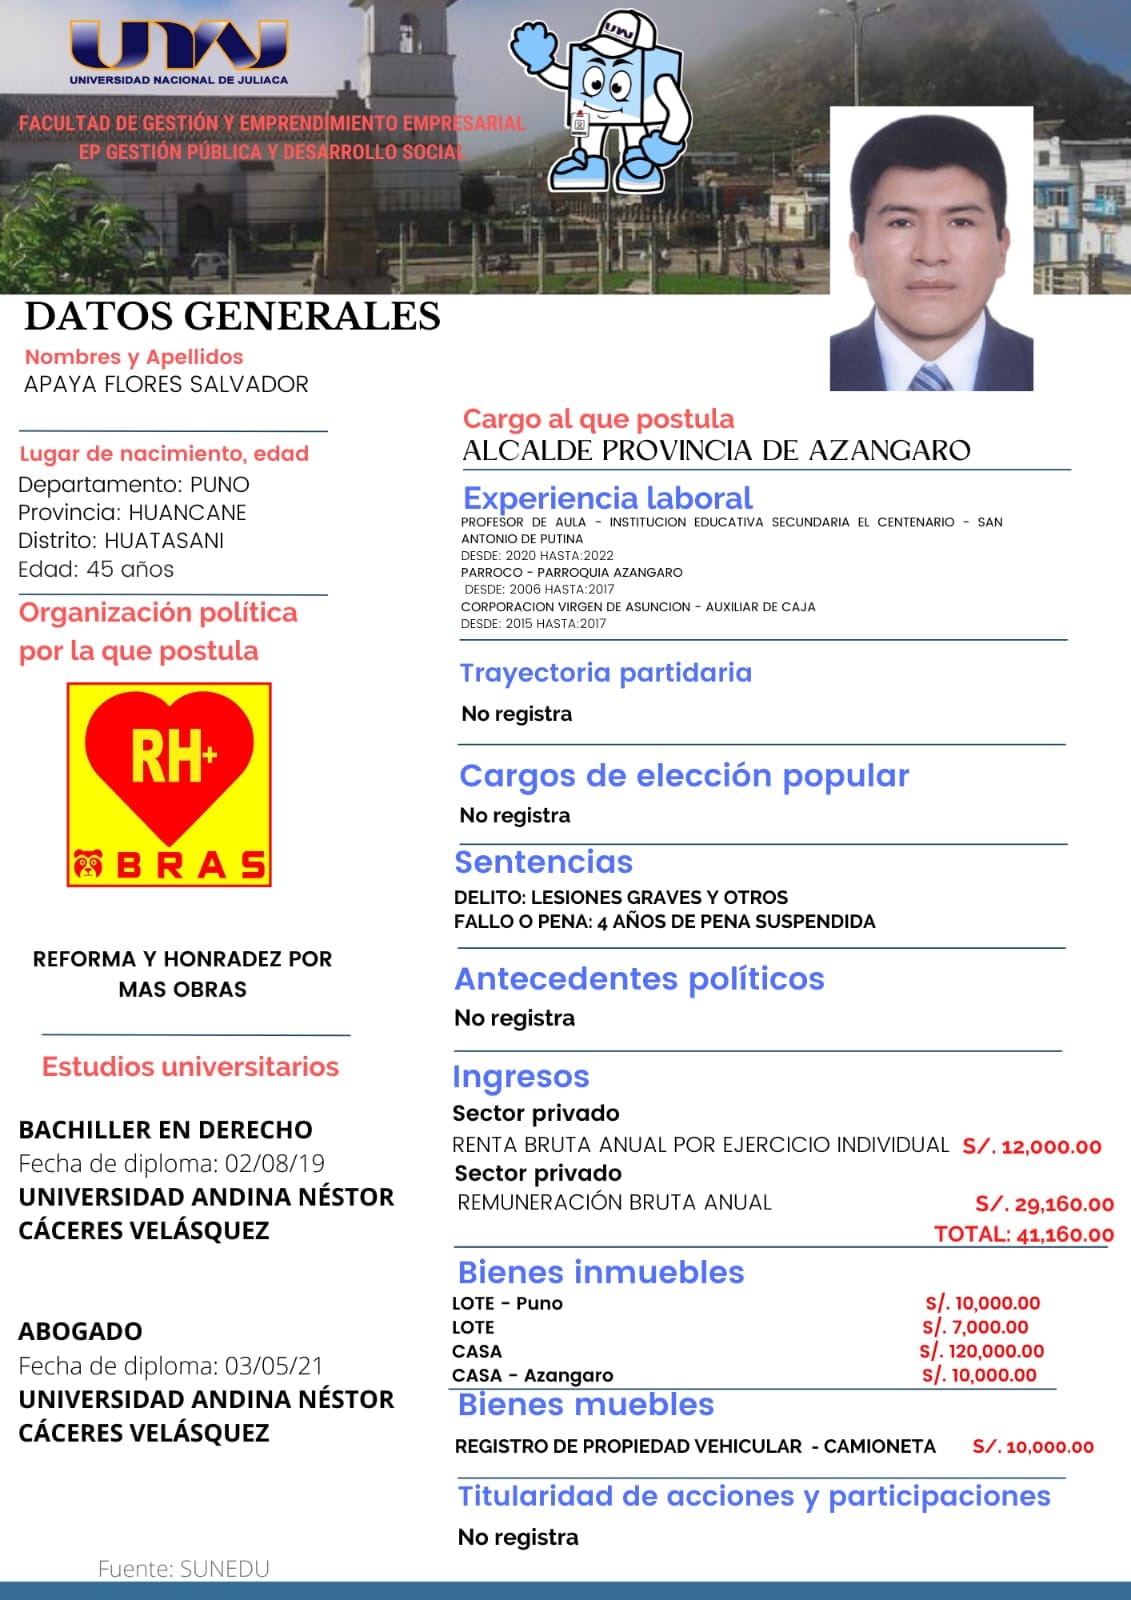 UNAJ
UNIVERSIDAD NACIONAL DE JULIACA
FACULTAD DE GESTIÓN Y EMPRENDIMIENTO EMPRESARIAL
EP GESTIÓN PÚBLICA Y DESARROLLO SOCIAL
UNAJ
DATOS GENERALES
Nombres y Apellidos
APAYA FLORES SALVADOR
Lugar de nacimiento, edad
Departamento: PUNO
Provincia: HUANCANE
Distrito: HUATASANI
Edad: 45 años
Organización política
por la que postula
RH+
BRAS
REFORMA Y HONRADEZ POR
MAS OBRAS
Estudios universitarios
BACHILLER EN DERECHO
Fecha de diploma: 02/08/19
UNIVERSIDAD ANDINA NÉSTOR
CÁCERES VELÁSQUEZ
ABOGADO
Fecha de diploma: 03/05/21
UNIVERSIDAD ANDINA NÉSTOR
CÁCERES VELÁSQUEZ
Fuente: SUNEDU
Cargo al que postula
ALCALDE PROVINCIA DE AZANGARO
Experiencia laboral
PROFESOR DE AULA - INSTITUCION EDUCATIVA SECUNDARIA EL CENTENARIO - SAN
ANTONIO DE PUTINA
DESDE: 2020 HASTA:2022
PARROCO - PARROQUIA AZANGARO
DESDE: 2006 HASTA:2017
CORPORACION VIRGEN DE ASUNCION - AUXILIAR DE CAJA
DESDE: 2015 HASTA:2017
Trayectoria partidaria
No registra
Cargos de elección popular
No registra
Sentencias
DELITO: LESIONES GRAVES Y OTROS
FALLO O PENA: 4 AÑOS DE PENA SUSPENDIDA
Antecedentes políticos
No registra
Ingresos
Sector privado
RENTA BRUTA ANUAL POR EJERCICIO INDIVIDUAL S/. 12,000.00
Sector privado
REMUNERACIÓN BRUTA ANUAL S/. 29,160.00
TOTAL: 41,160.00
Bienes inmuebles
LOTE - Puno S/. 10,000.00
LOTE S/. 7,000.00
CASA S/. 120,000.00
CASA - Azangaro S/. 10,000.00
Bienes muebles
REGISTRO DE PROPIEDAD VEHICULAR - CAMIONETA S/. 10,000.00
Titularidad de acciones y participaciones
No registra